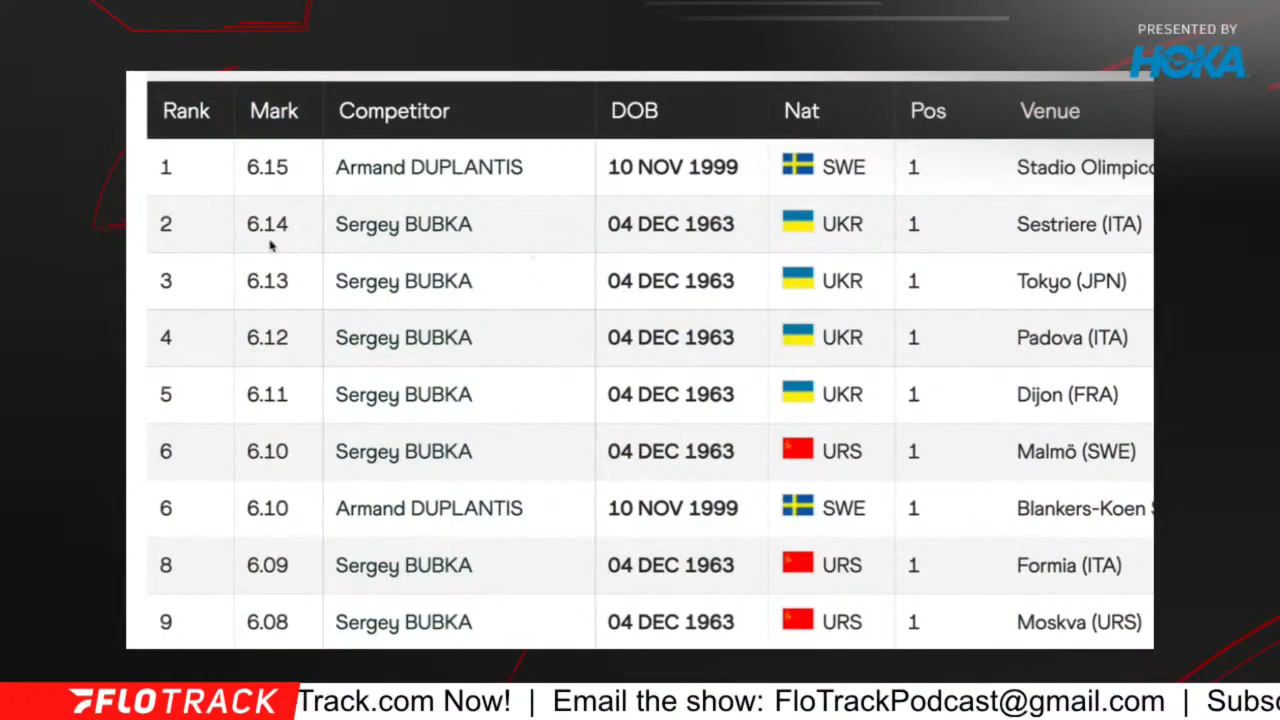 PRESENTED BY
HOKA
Rank Mark Competitor DOB Nat Pos Venue
1 6.15 Armand DUPLANTIS 10 NOV 1999 SWE 1 Stadio Olimpico
2 6.14 Sergey BUBKA 04 DEC 1963 UKR 1 Sestriere (ITA)
3 6.13 Sergey BUBKA 04 DEC 1963 UKR 1 Tokyo (JPN)
4 6.12 Sergey BUBKA 04 DEC 1963 UKR 1 Padova (ITA)
5 6.11 Sergey BUBKA 04 DEC 1963 UKR 1 Dijon (FRA)
6 6.10 Sergey BUBKA 04 DEC 1963 URS 1 Malmö (SWE)
6 6.10 Armand DUPLANTIS 10 NOV 1999 SWE 1 Blankers-Koen S
8 6.09 Sergey BUBKA 04 DEC 1963 URS 1 Formia (ITA)
9 6.08 Sergey BUBKA 04 DEC 1963 URS 1 Moskva (URS)
FLOTRACK Track.com Now! | Email the show: FloTrackPodcast@gmail.com | Subsc